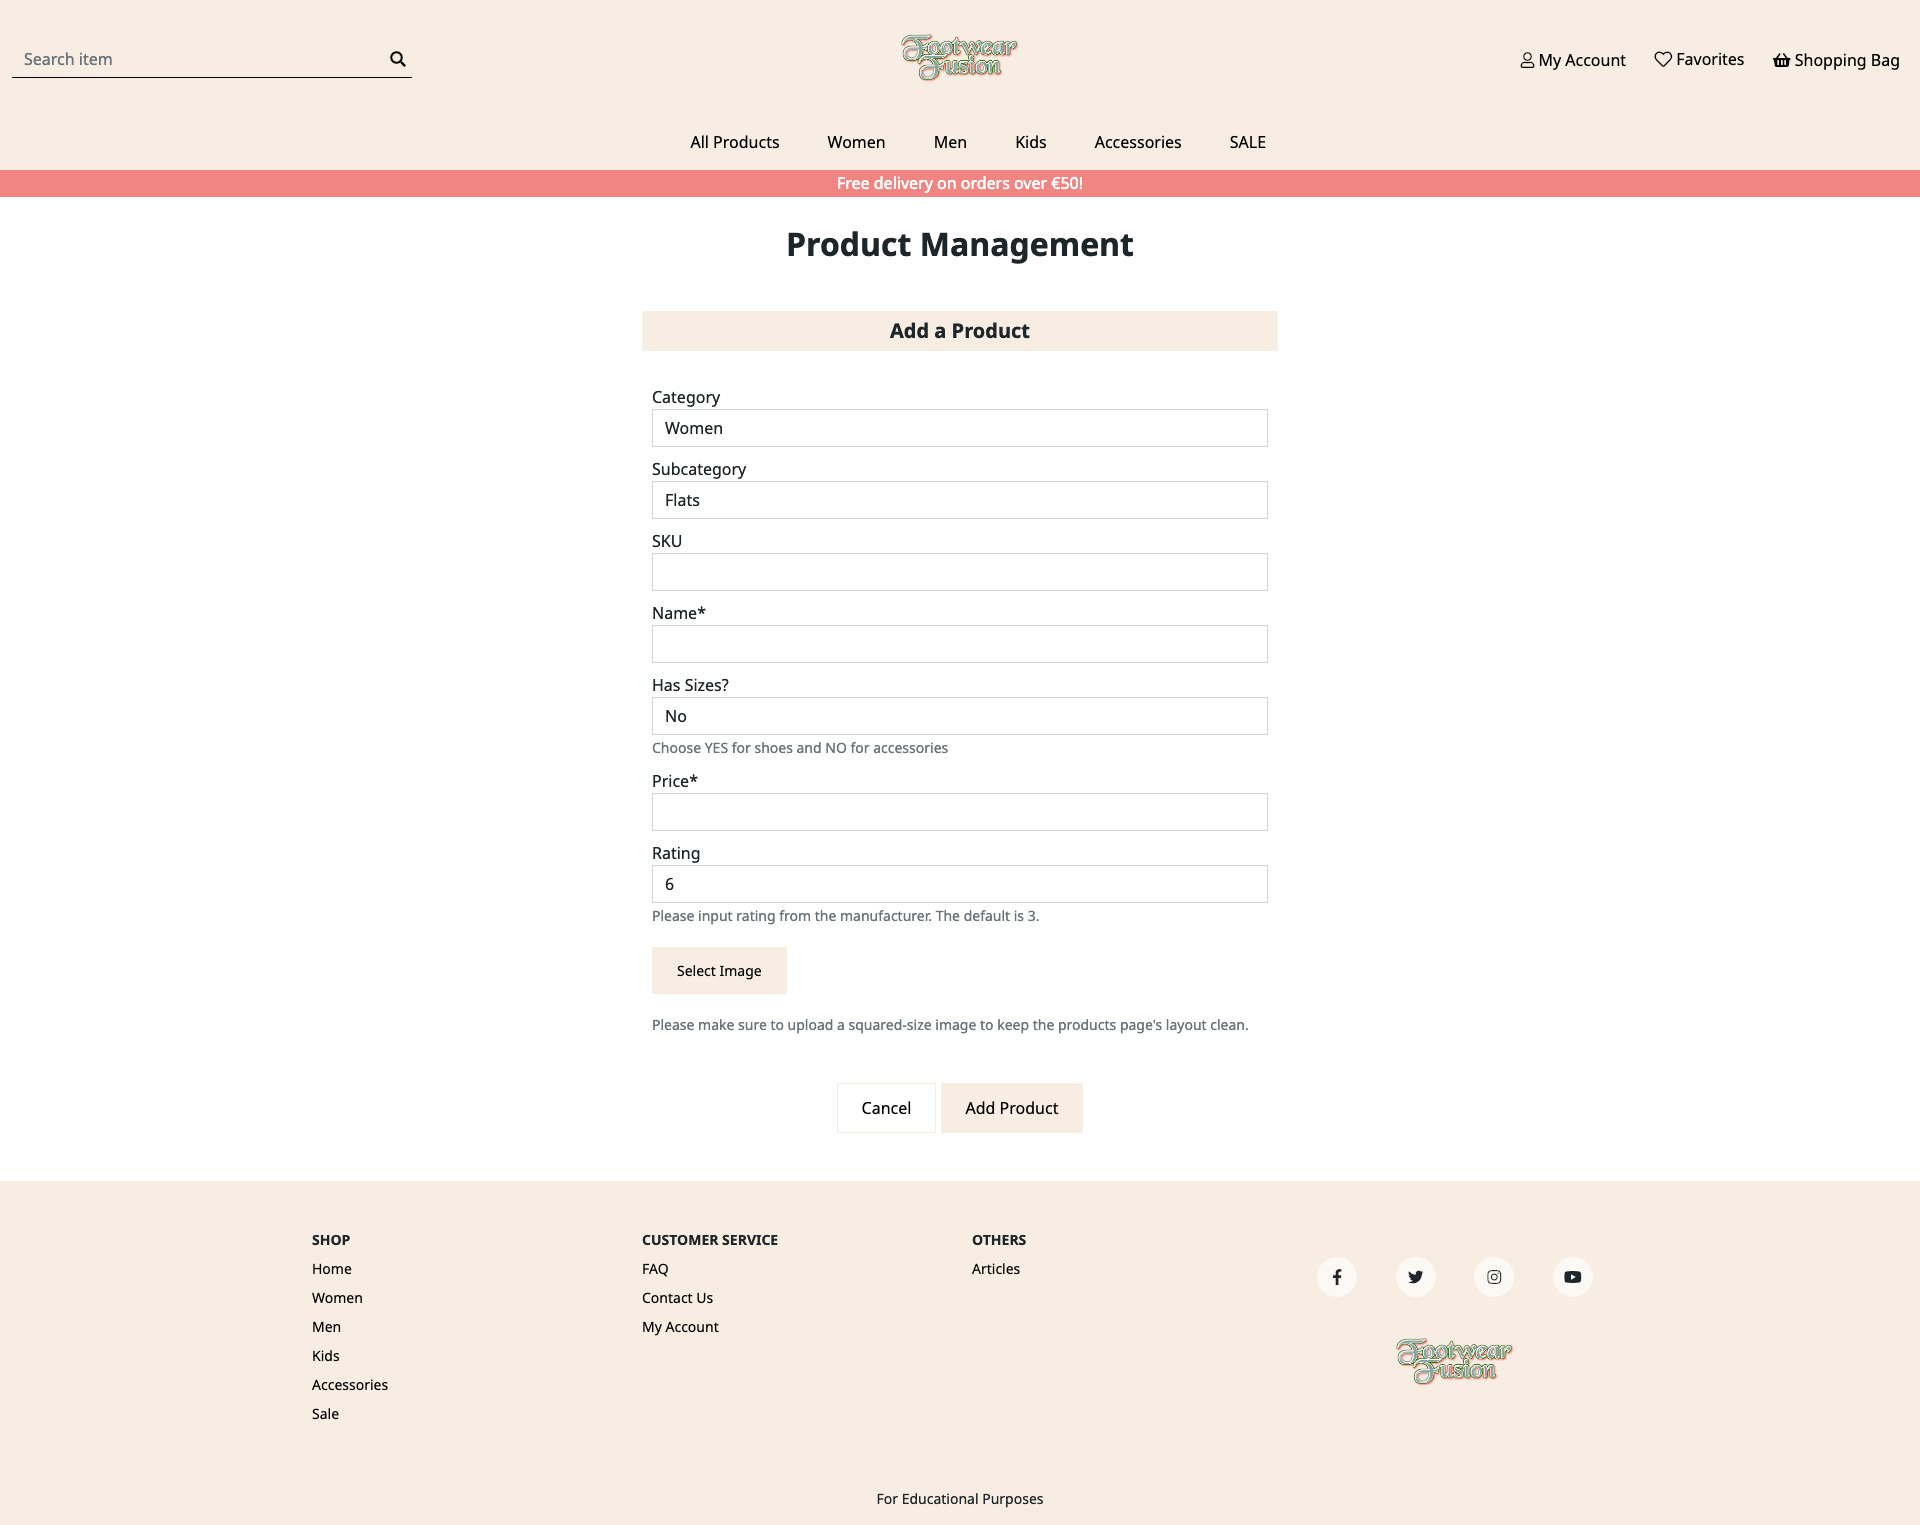 Search item
Footwear
Fusion
My Account
Favorites
Shopping Bag
All Products
Women
Men
Kids
Accessories
SALE
Free delivery on orders over €50!
Product Management
Add a Product
Category
Women
Subcategory
Flats
SKU
Name*
Has Sizes?
No
Choose YES for shoes and NO for accessories
Price*
Rating
6
Please input rating from the manufacturer. The default is 3.
Select Image
Please make sure to upload a squared-size image to keep the products page's layout clean.
Cancel
Add Product
SHOP
Home
Women
Men
Kids
Accessories
Sale
CUSTOMER SERVICE
FAQ
Contact Us
My Account
OTHERS
Articles
Footwear
Fusion
For Educational Purposes